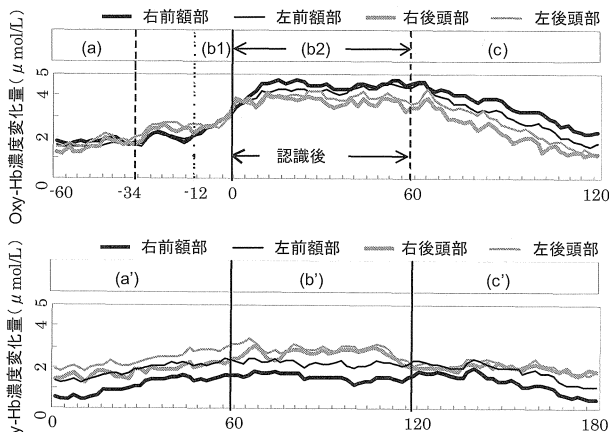 右前額部 左前額部 右後頭部 左後頭部
(a) (b1) (b2) (c)
Oxy-Hb濃度変化量(μmol/L)
5
4
2
0
認識後
-60 -34 -12 0 60 120
右前額部 左前額部 右後頭部 左後頭部
(a') (b') (c')
y-Hb濃度変化量(μmol/L)
5
4
2
0
0 60 120 180